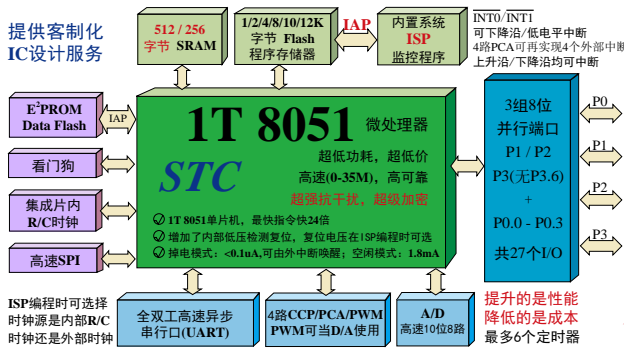 提供客制化
IC设计服务
512 / 256
字节 SRAM
1/2/4/8/10/12K
字节 Flash
程序存储器
IAP
内置系统
ISP
监控程序
INT0/INT1
可下降沿/低电平中断
4路PCA可再实现4个外部中断
上升沿/下降沿均可中断
E²PROM
Data Flash
IAP
看门狗
集成片内
R/C时钟
高速SPI
1T 8051 微处理器
STC
超低功耗，超低价
高速(0-35M)，高可靠
超强抗干扰，超级加密
1T 8051单片机，最快指令快24倍
增加了内部低压检测复位，复位电压在ISP编程时可选
掉电模式：<0.1uA,可由外中断唤醒；空闲模式：1.8mA
3组8位
并行端口
P1 / P2
P3(无P3.6)
+
P0.0 - P0.3
共27个I/O
P0
P1
P2
P3
ISP编程时可选择
时钟源是内部R/C
时钟还是外部时钟
全双工高速异步
串行口(UART)
4路CCP/PCA/PWM
PWM可当D/A使用
A/D
高速10位8路
提升的是性能
降低的是成本
最多6个定时器